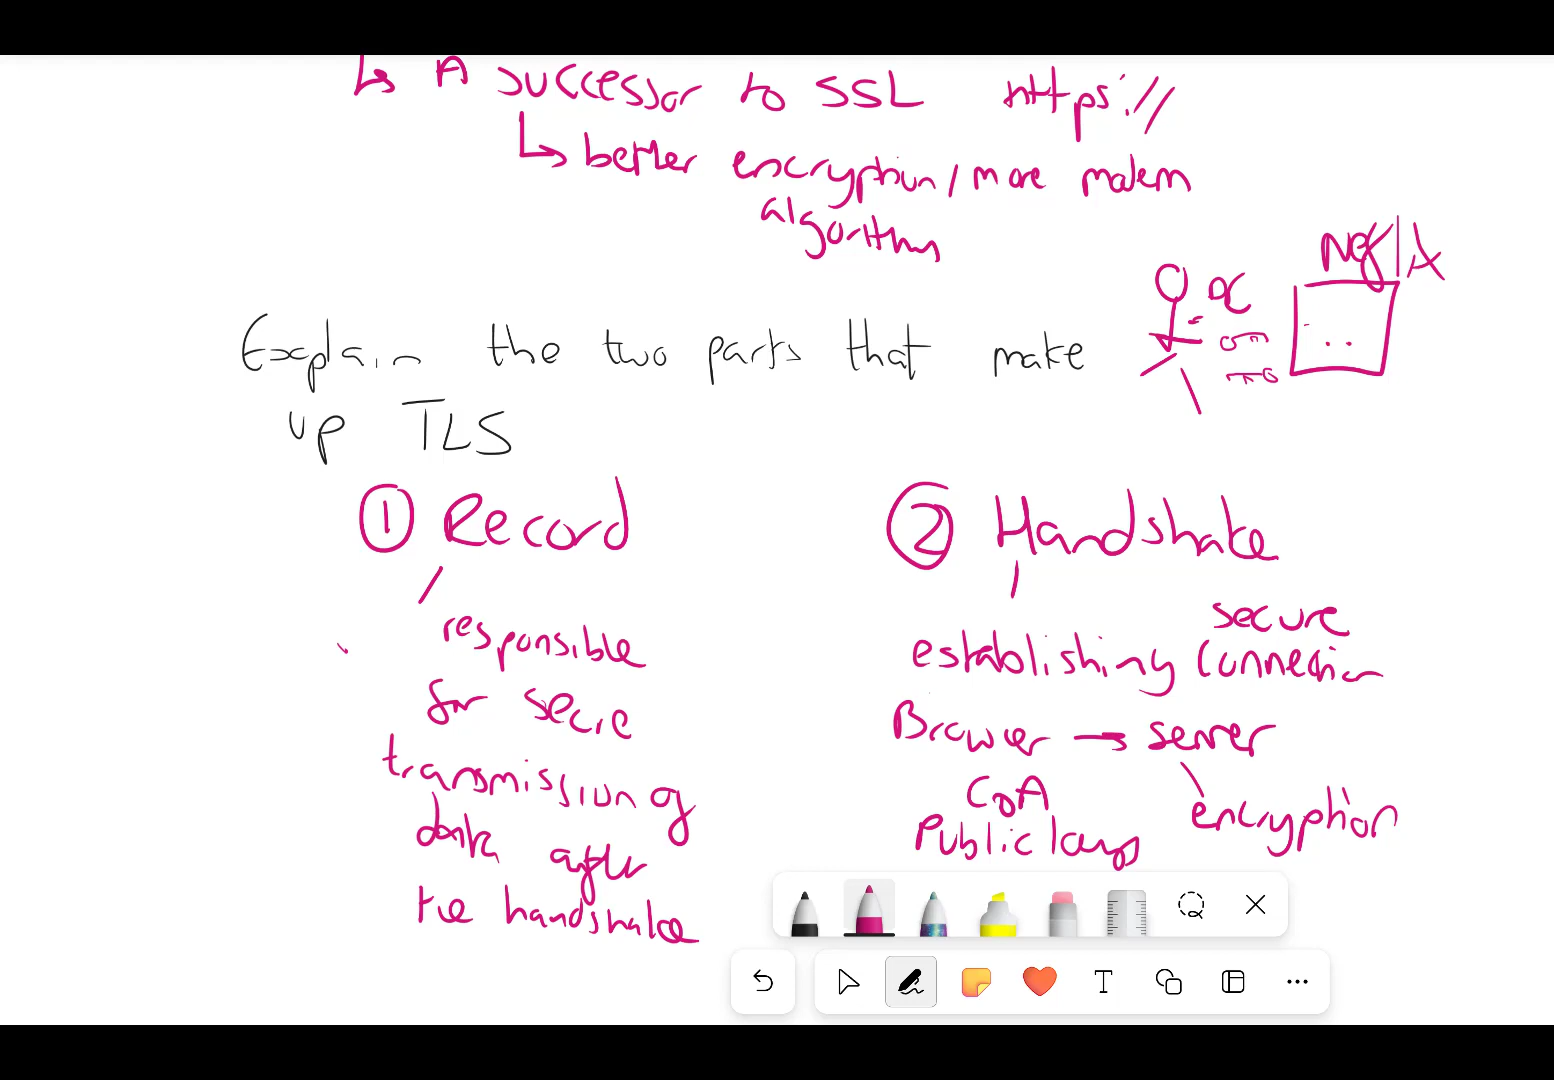 ↳ A successor to SSL https://
↳ better encryption / more modern
algorithms
Explain the two parts that make
up TLS
① Record
② Handshake
responsible
for secure
transmission of
data after
the handshake
establishing secure
connection
Browser → server
encryption
CoA
Public keys
T